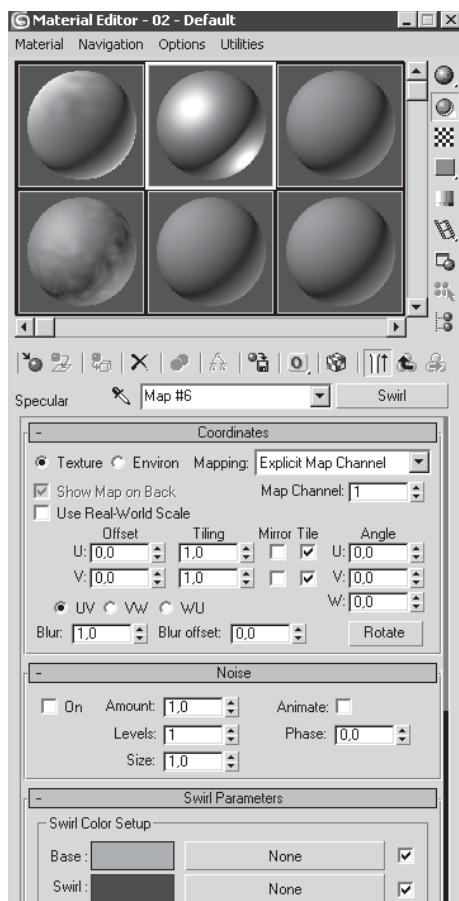 Material Editor - 02 - Default
Material Navigation Options Utilities
Specular Map #6 Swirl
- Coordinates
Texture Environ Mapping: Explicit Map Channel
Show Map on Back Map Channel: 1
Use Real-World Scale
Offset Tiling Mirror Tile Angle
U: 0,0 1,0 U: 0,0
V: 0,0 1,0 V: 0,0
UV VW WU W: 0,0
Blur: 1,0 Blur offset: 0,0 Rotate
- Noise
On Amount: 1,0 Animate:
Levels: 1 Phase: 0,0
Size: 1,0
- Swirl Parameters
Swirl Color Setup
Base : None
Swirl : None